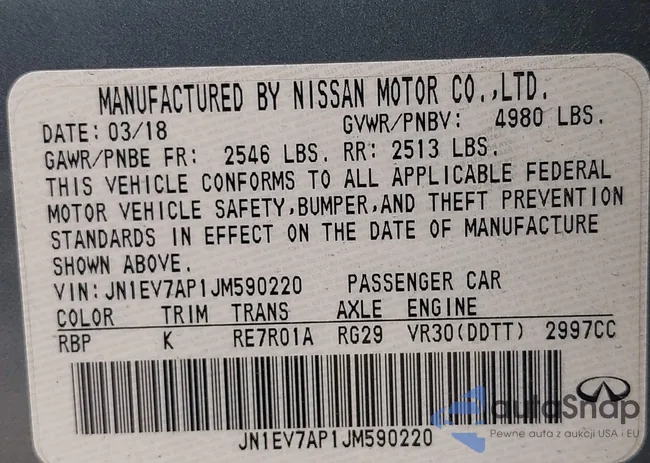 MANUFACTURED BY NISSAN MOTOR CO.,LTD.
DATE: 03/18 GVWR/PNBV: 4980 LBS.
GAWR/PNBE FR: 2546 LBS. RR: 2513 LBS.
THIS VEHICLE CONFORMS TO ALL APPLICABLE FEDERAL
MOTOR VEHICLE SAFETY,BUMPER,AND THEFT PREVENTION
STANDARDS IN EFFECT ON THE DATE OF MANUFACTURE
SHOWN ABOVE.
VIN:JN1EV7AP1JM590220 PASSENGER CAR
COLOR TRIM TRANS AXLE ENGINE
RBP K RE7R01A RG29 VR30(DDTT) 2997CC
JN1EV7AP1JM590220
autoSnap
Pewne auta z aukcji USA i EU